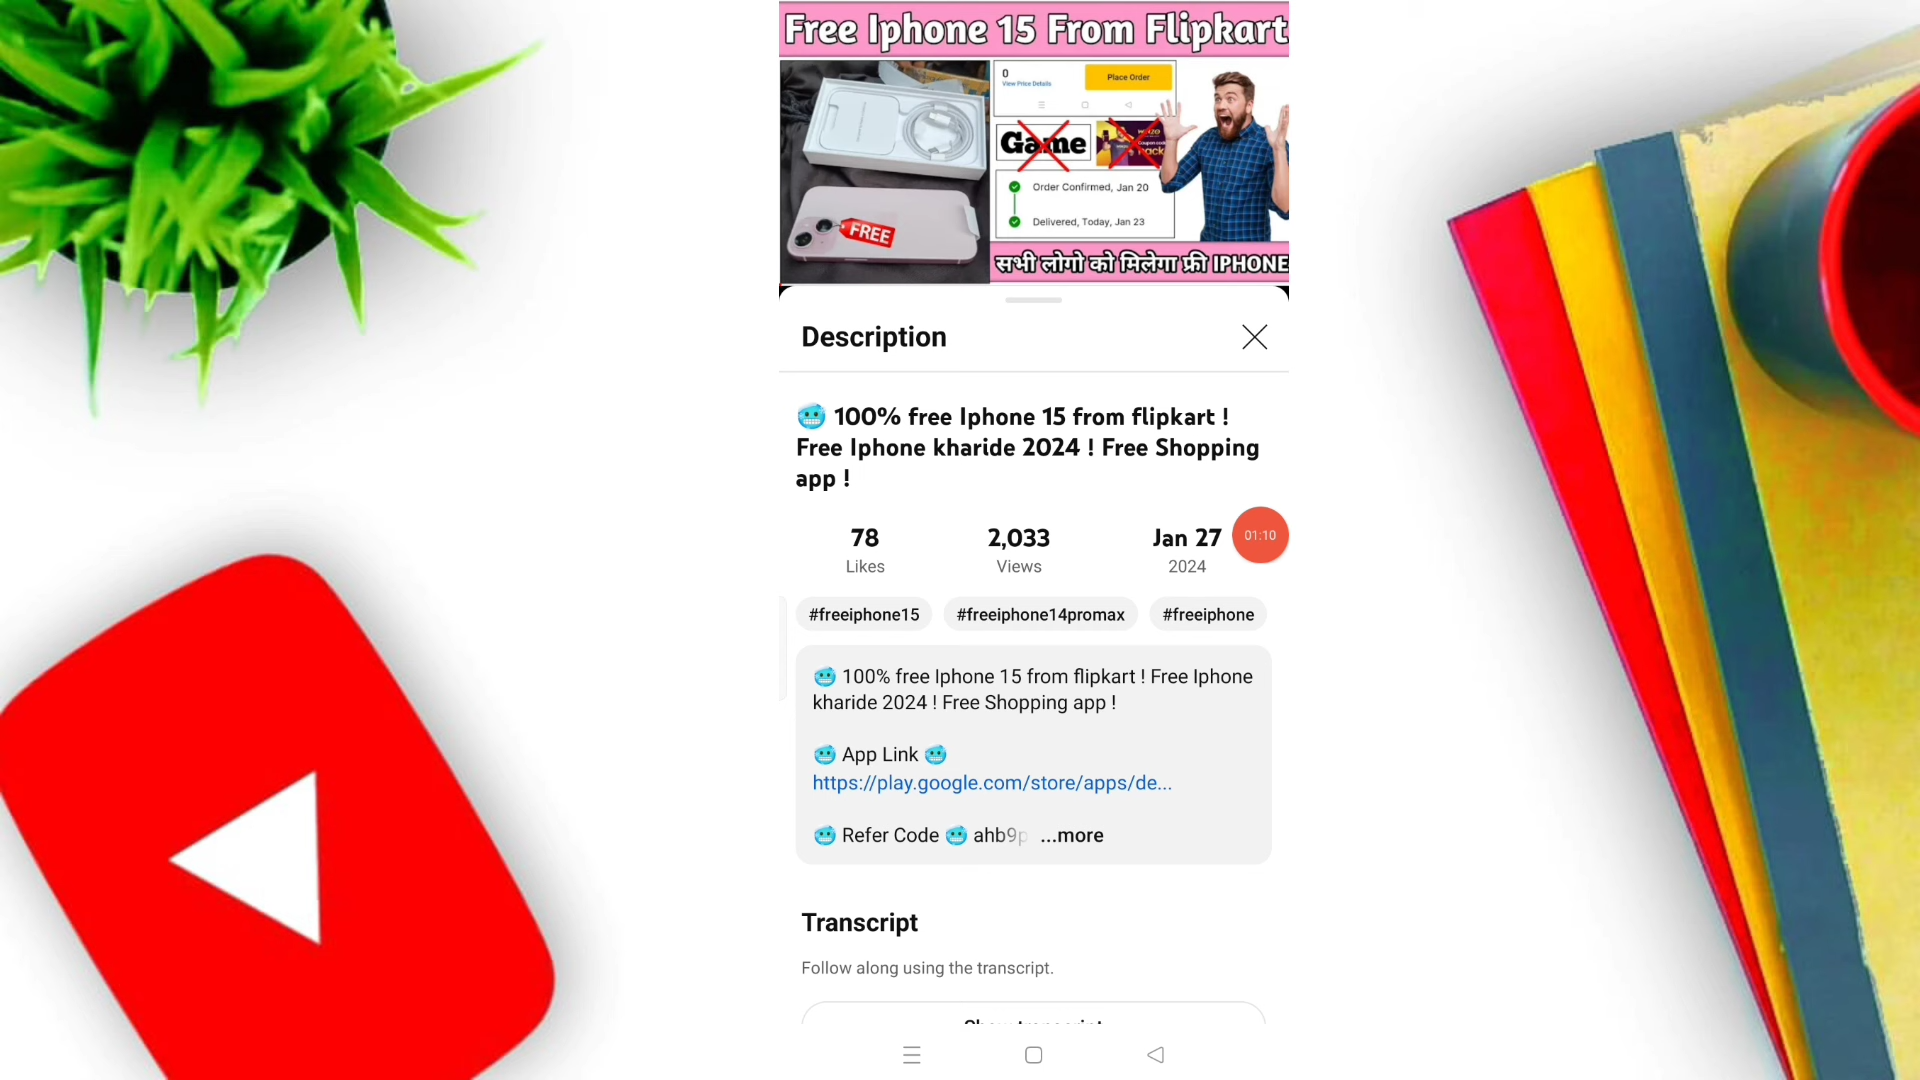 Free Iphone 15 From Flipkart
0
View Price Details
Place Order
Game
Order Confirmed, Jan 20
Delivered, Today, Jan 23
FREE
सभी लोगो को मिलेगा फ्री IPHONE
Description
100% free Iphone 15 from flipkart !
Free Iphone kharide 2024 ! Free Shopping
app !
78
Likes
2,033
Views
Jan 27
2024
01:10
#freeiphone15
#freeiphone14promax
#freeiphone
100% free Iphone 15 from flipkart ! Free Iphone
kharide 2024 ! Free Shopping app !
App Link
https://play.google.com/store/apps/de...
Refer Code ahb9p ...more
Transcript
Follow along using the transcript.
Show transcript